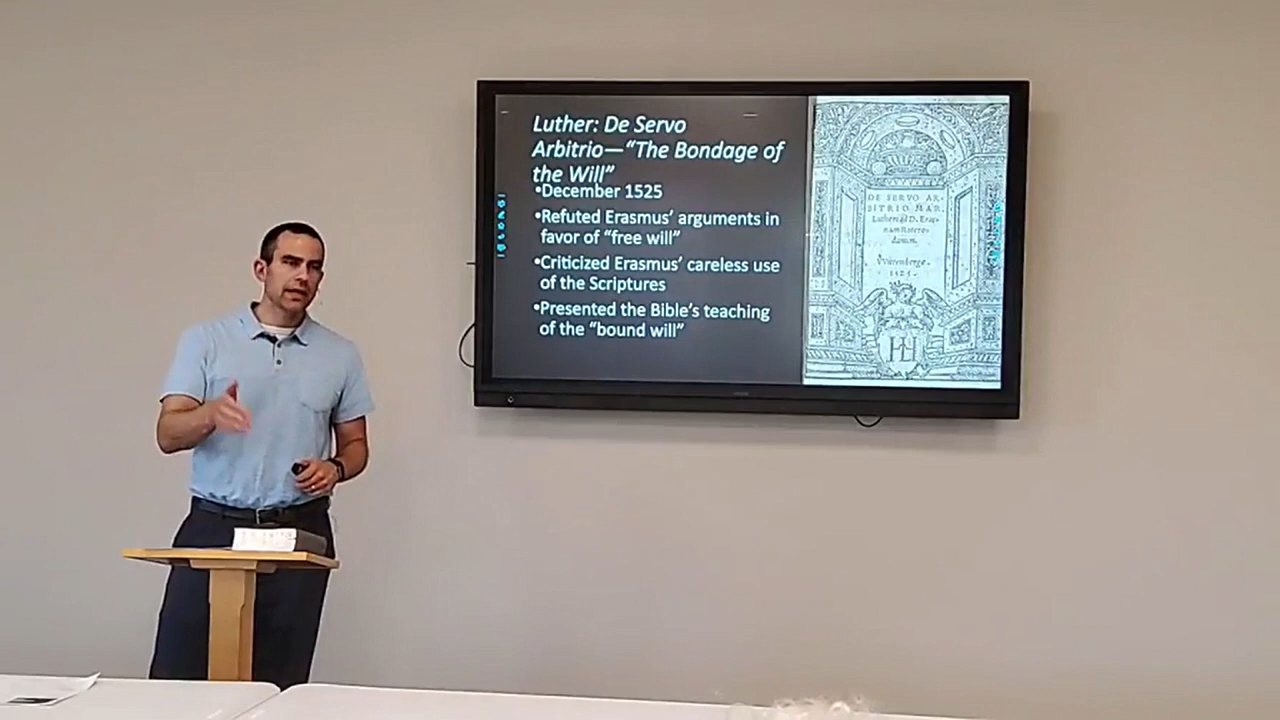 Luther: De Servo
Arbitrio—“The Bondage of
the Will”
•December 1525
•Refuted Erasmus’ arguments in
favor of “free will”
•Criticized Erasmus’ careless use
of the Scriptures
•Presented the Bible’s teaching
of the “bound will”
DE SERVO AR-
BITRIO MAR.
Lutheri ad D. Eras-
mum Rotero-
damum.
1525.